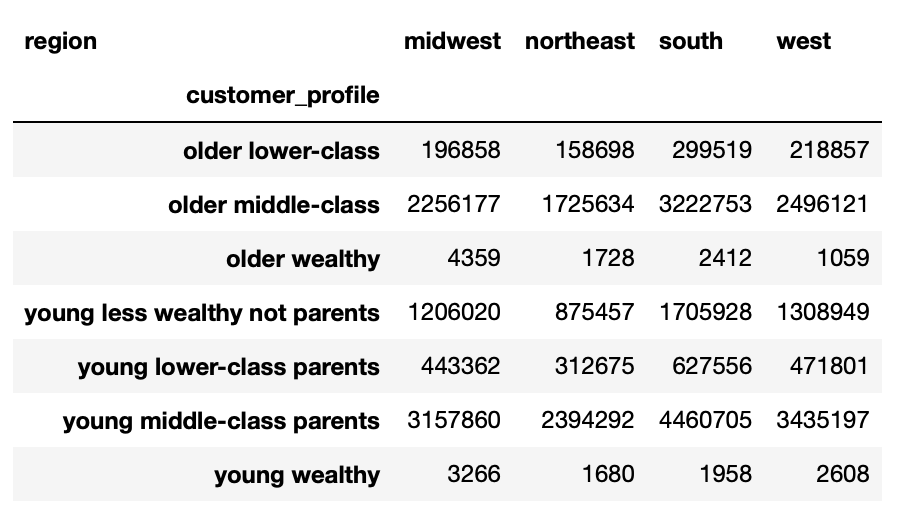 region midwest northeast south west
customer_profile
older lower-class 196858 158698 299519 218857
older middle-class 2256177 1725634 3222753 2496121
older wealthy 4359 1728 2412 1059
young less wealthy not parents 1206020 875457 1705928 1308949
young lower-class parents 443362 312675 627556 471801
young middle-class parents 3157860 2394292 4460705 3435197
young wealthy 3266 1680 1958 2608